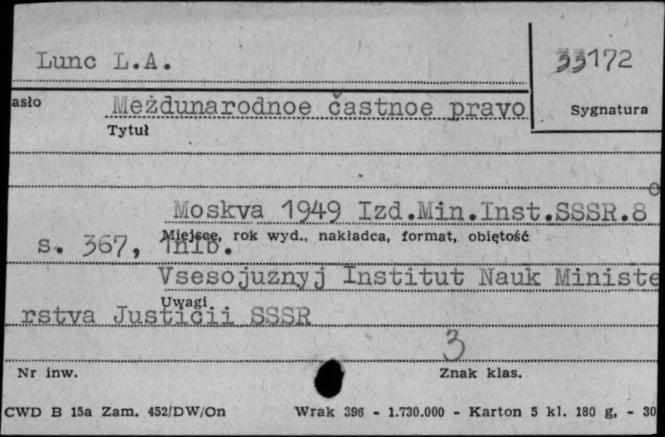 Lunc L.A.
33172
asło
Meždunarodnoe častnoe pravo
Sygnatura
Tytuł
Moskva 1949 Izd.Min.Inst.SSSR.8°
Miejsce, rok wyd., nakładca, format, objętość
s. 367, 1nlb.
Vsesojuznyj Institut Nauk Ministe
Uwagi
rstva Justicii SSSR
3
Nr inw.
Znak klas.
CWD B 15a Zam. 452/DW/On
Wrak 396 - 1.730.000 - Karton 5 kl. 180 g, - 30